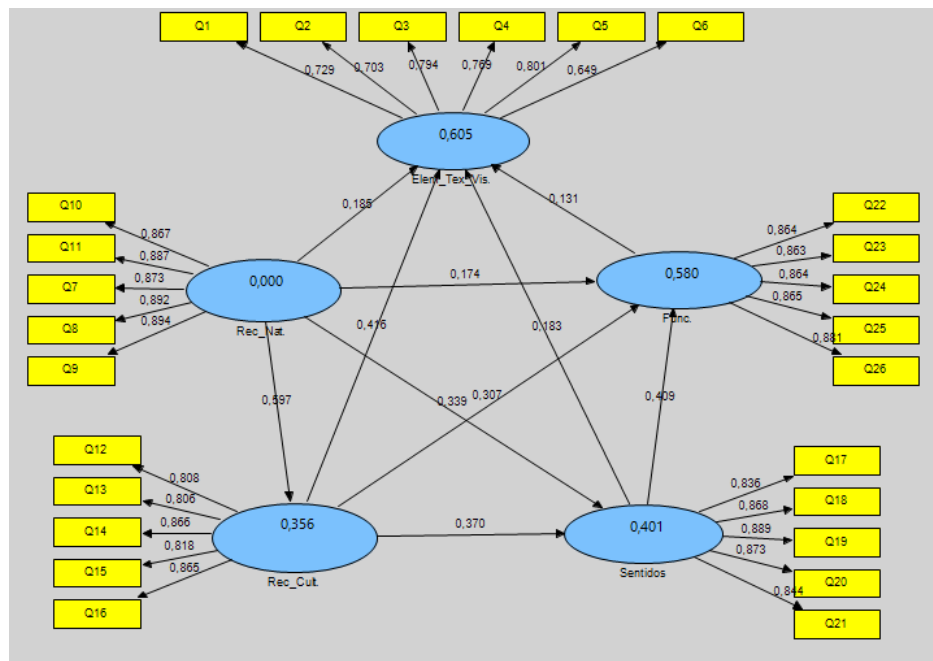 Q1
Q2
Q3
Q4
Q5
Q6
0,729
0,703
0,794
0,769
0,801
0,649
0,605
Elem_Tex_Vis.
0,185
0,131
Q10
Q11
Q7
Q8
Q9
0,867
0,887
0,873
0,892
0,894
0,000
Rec_Nat.
0,174
0,580
Func.
Q22
Q23
Q24
Q25
Q26
0,864
0,863
0,864
0,865
0,881
0,416
0,183
0,597
0,339
0,307
0,409
Q12
Q13
Q14
Q15
Q16
0,808
0,806
0,866
0,818
0,865
0,356
Rec_Cult.
0,370
0,401
Sentidos
Q17
Q18
Q19
Q20
Q21
0,836
0,868
0,889
0,873
0,844